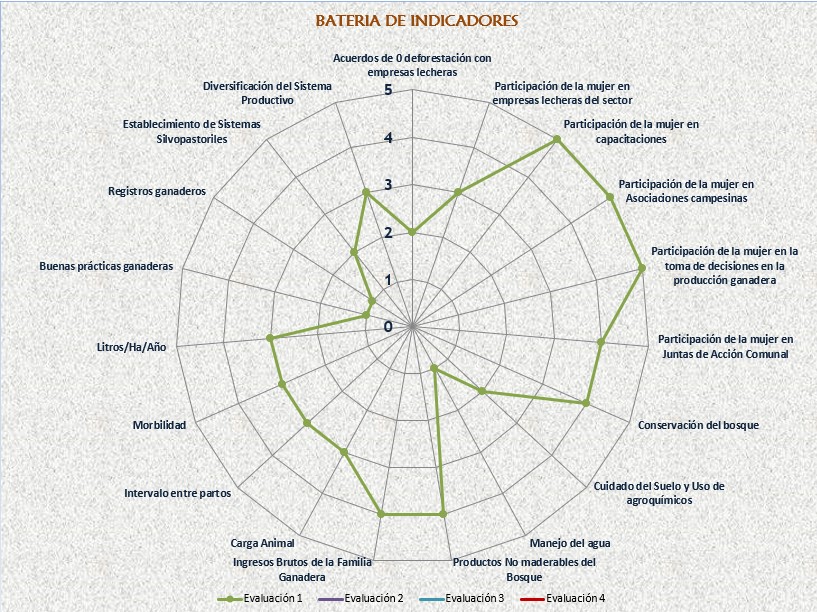 BATERIA DE INDICADORES
Acuerdos de 0 deforestación con
empresas lecheras
Participación de la mujer en
empresas lecheras del sector
Participación de la mujer en
capacitaciones
Participación de la mujer en
Asociaciones campesinas
Participación de la mujer en la
toma de decisiones en la
producción ganadera
Participación de la mujer en
Juntas de Acción Comunal
Conservación del bosque
Cuidado del Suelo y Uso de
agroquímicos
Manejo del agua
Productos No maderables del
Bosque
Ingresos Brutos de la Familia
Ganadera
Carga Animal
Intervalo entre partos
Morbilidad
Litros/Ha/Año
Buenas prácticas ganaderas
Registros ganaderos
Establecimiento de Sistemas
Silvopastoriles
Diversificación del Sistema
Productivo
5
4
3
2
1
0
Evaluación 1
Evaluación 2
Evaluación 3
Evaluación 4